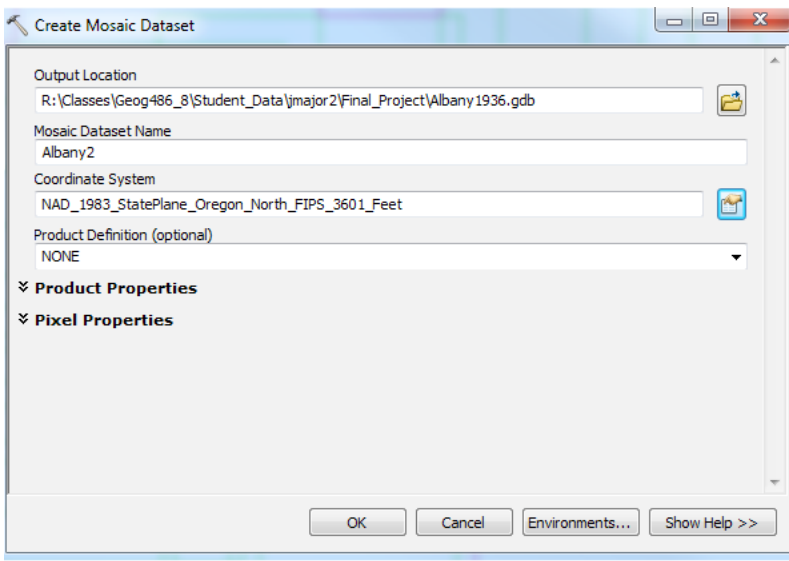 Create Mosaic Dataset
Output Location
R:\Classes\Geog486_8\Student_Data\jmajor2\Final_Project\Albany1936.gdb
Mosaic Dataset Name
Albany2
Coordinate System
NAD_1983_StatePlane_Oregon_North_FIPS_3601_Feet
Product Definition (optional)
NONE
Product Properties
Pixel Properties
OK Cancel Environments... Show Help >>